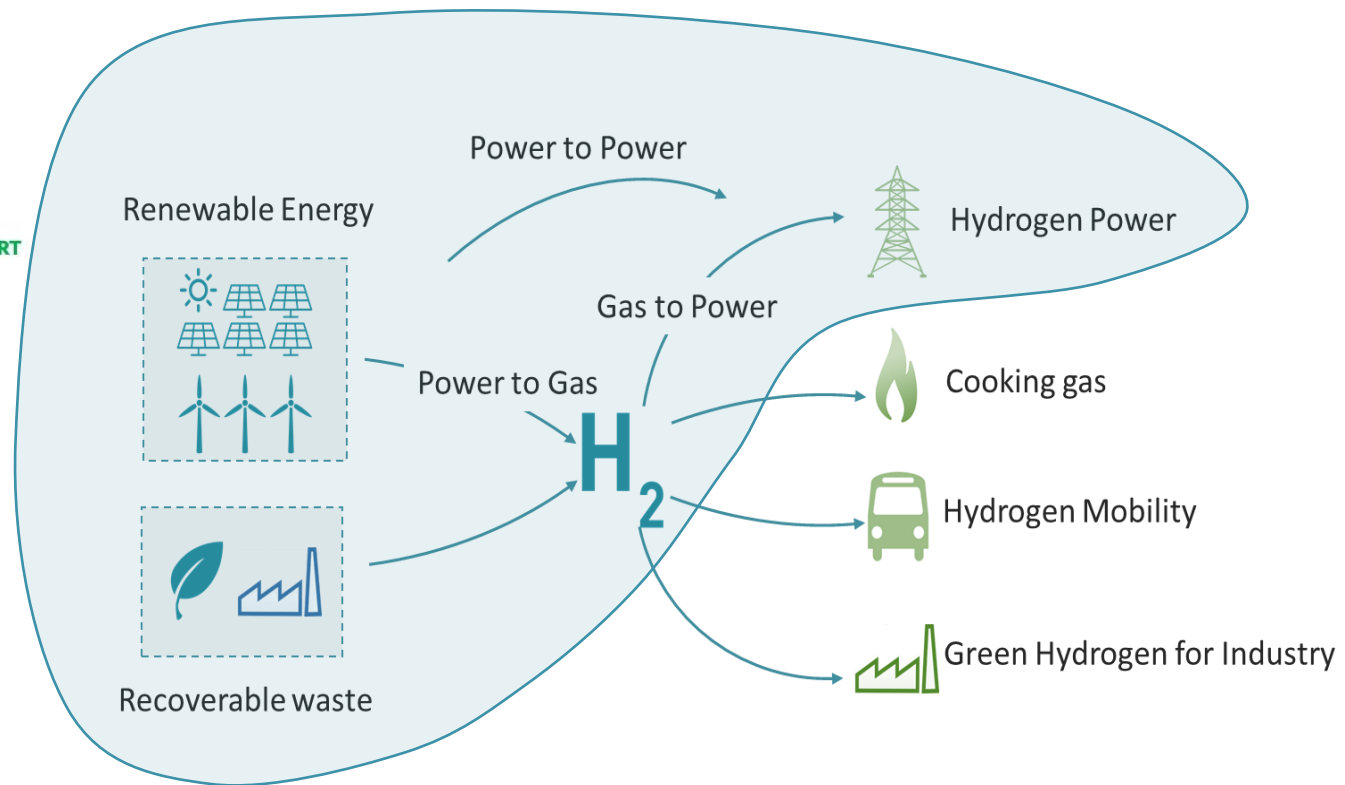 Power to Power
Renewable Energy
Hydrogen Power
RT
Gas to Power
Power to Gas
Cooking gas
H2
Hydrogen Mobility
Green Hydrogen for Industry
Recoverable waste